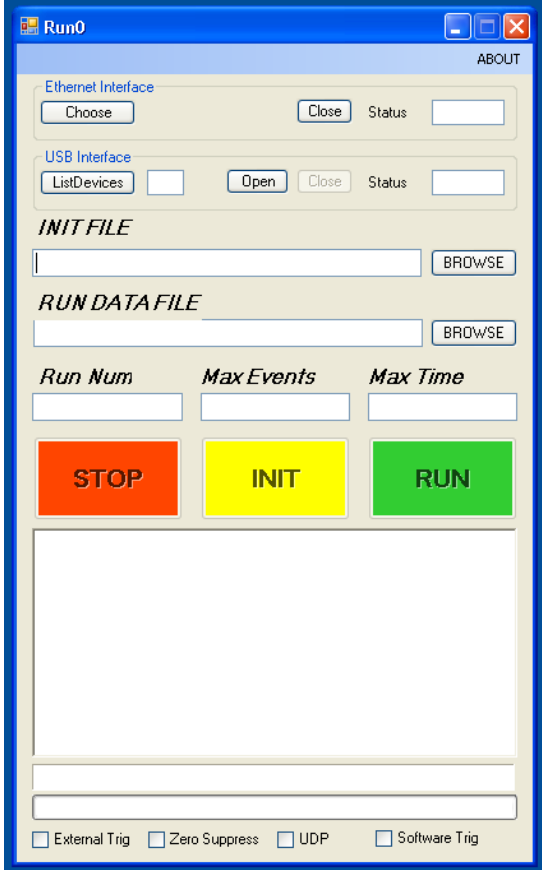 Run0
ABOUT
Ethernet Interface
Choose Close Status
USB Interface
ListDevices Open Close Status
INIT FILE
BROWSE
RUN DATA FILE
BROWSE
Run Num Max Events Max Time
STOP INIT RUN
External Trig Zero Suppress UDP Software Trig